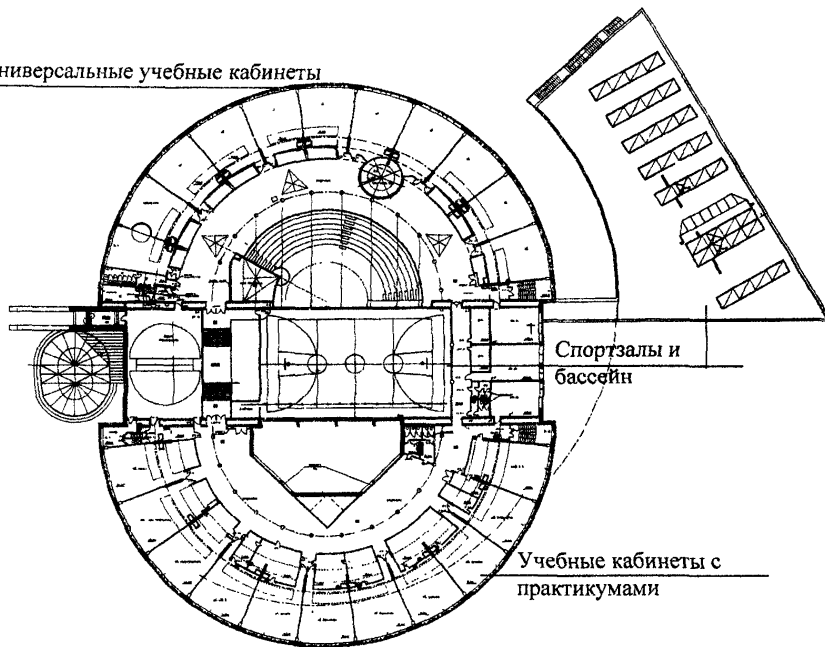 ниверсальные учебные кабинеты
Спортзалы и
бассейн
Учебные кабинеты с
практикумами